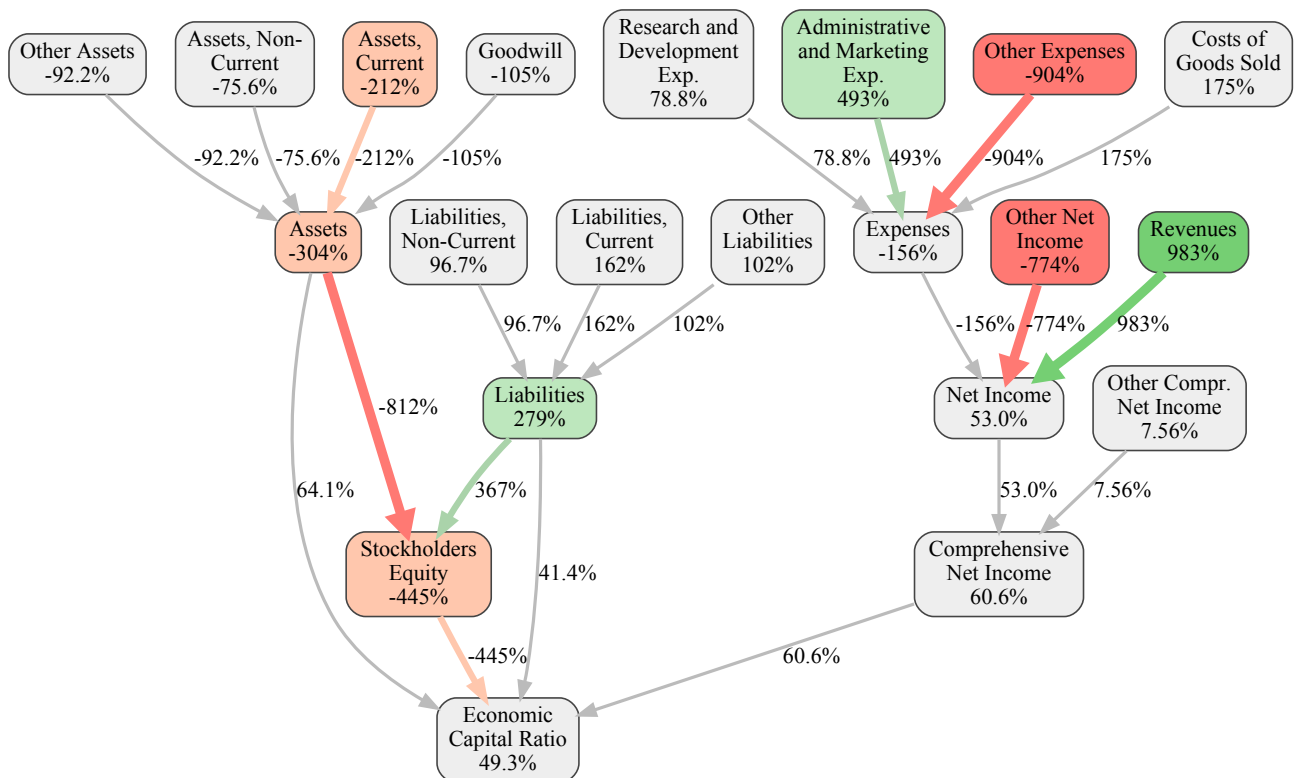 Other Assets
-92.2%
Assets, Non-
Current
-75.6%
Assets,
Current
-212%
Goodwill
-105%
Research and
Development
Exp.
78.8%
Administrative
and Marketing
Exp.
493%
Other Expenses
-904%
Costs of
Goods Sold
175%
-92.2%
-75.6%
-212%
-105%
78.8%
493%
-904%
175%
Assets
-304%
Liabilities,
Non-Current
96.7%
Liabilities,
Current
162%
Other
Liabilities
102%
Expenses
-156%
Other Net
Income
-774%
Revenues
983%
96.7%
162%
102%
-156%
-774%
983%
-812%
Liabilities
279%
Net Income
53.0%
Other Compr.
Net Income
7.56%
64.1%
367%
53.0%
7.56%
Stockholders
Equity
-445%
41.4%
Comprehensive
Net Income
60.6%
-445%
60.6%
Economic
Capital Ratio
49.3%